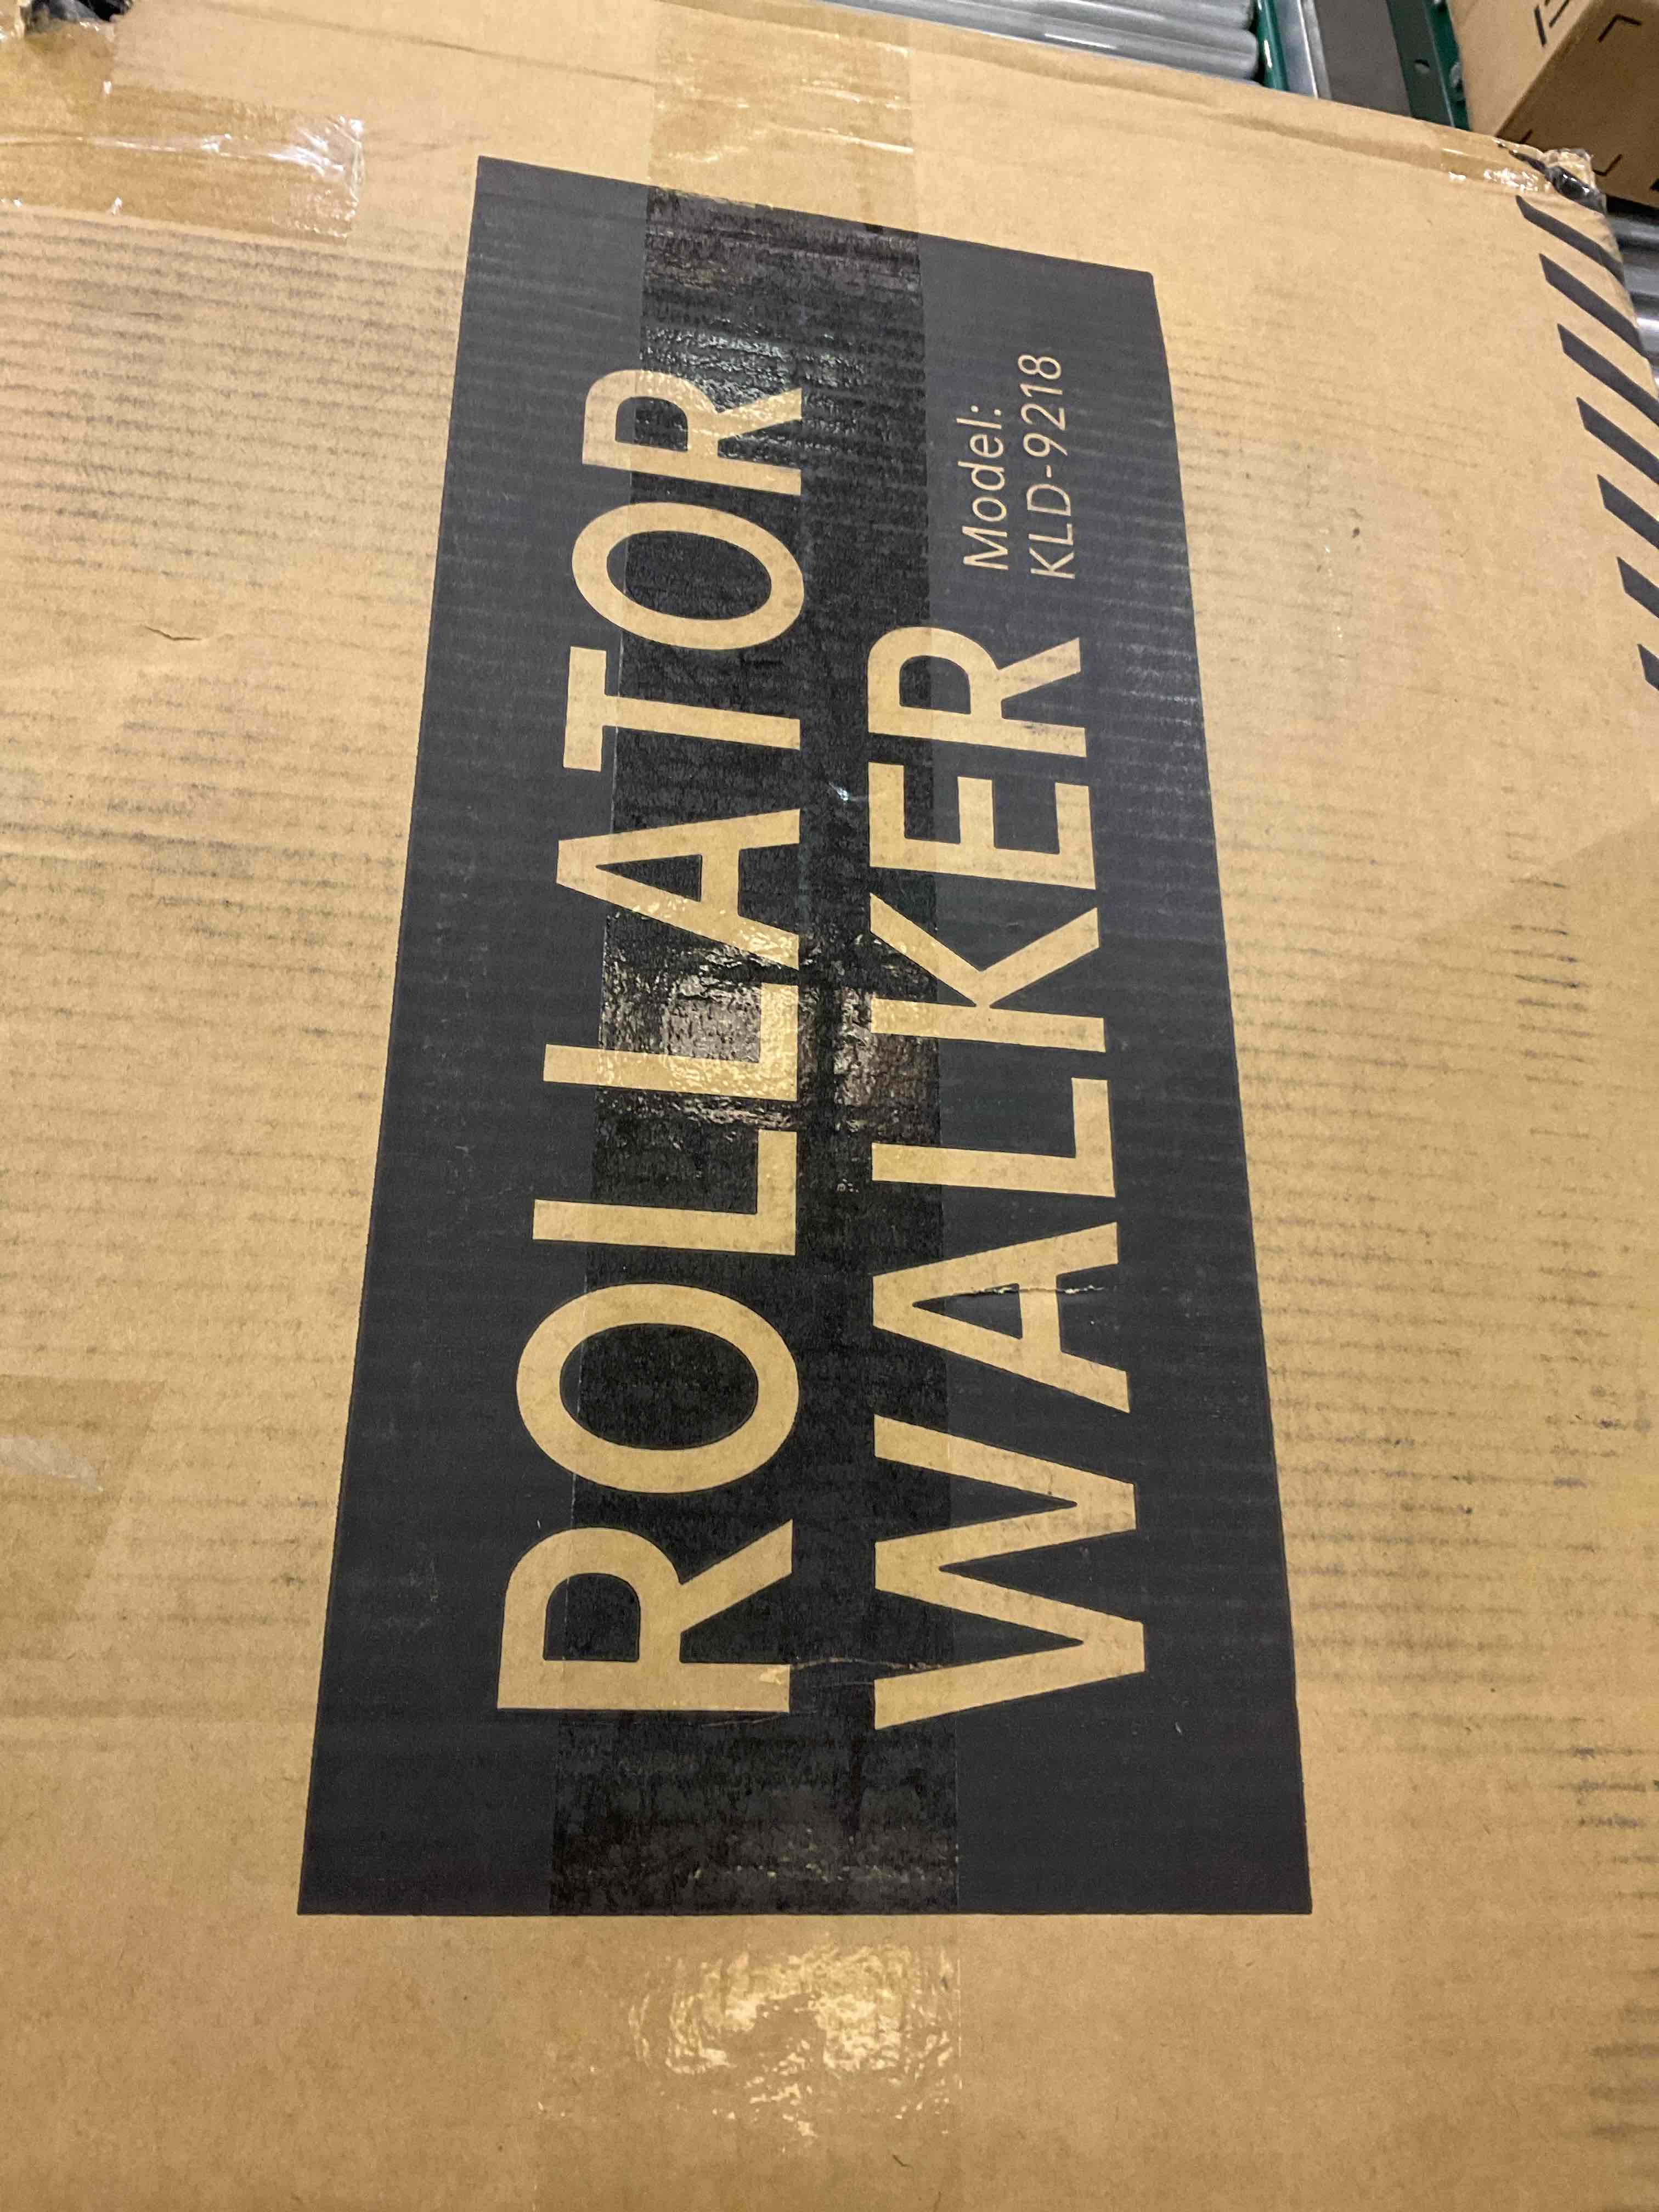 ROLLATOR
WALKER
Model:
KLD-9218